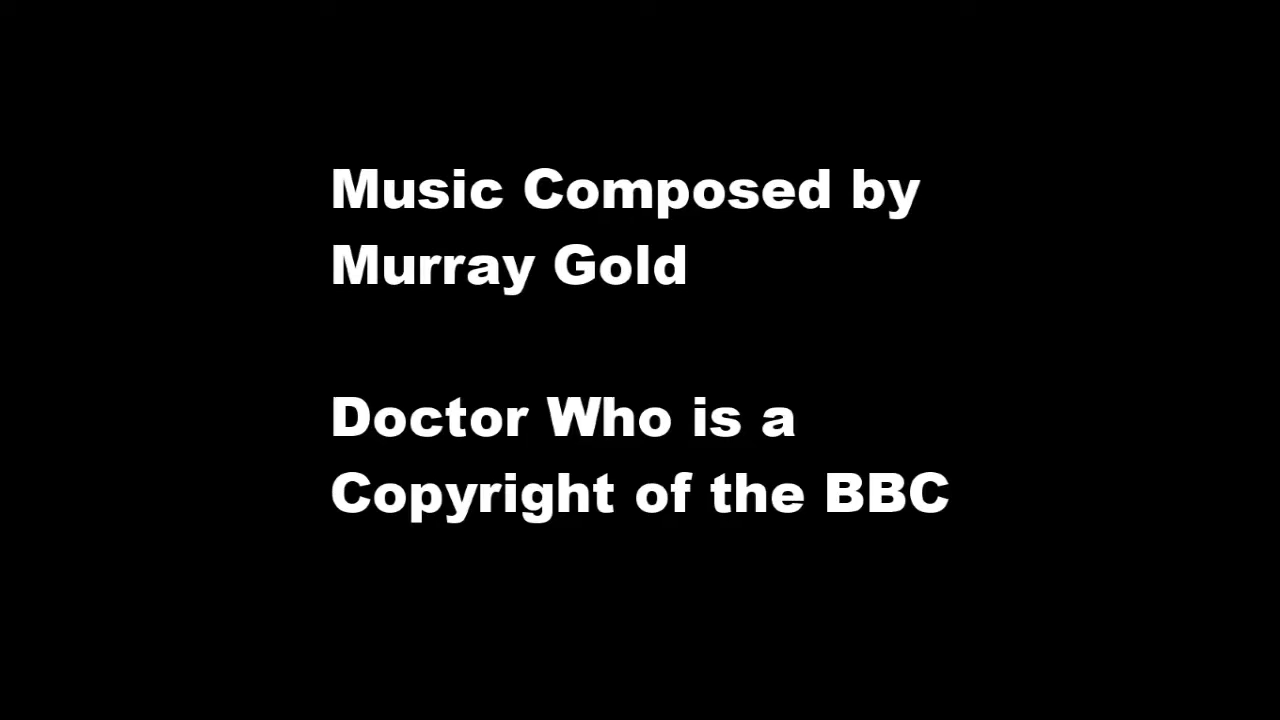 Music Composed by
Murray Gold
Doctor Who is a
Copyright of the BBC